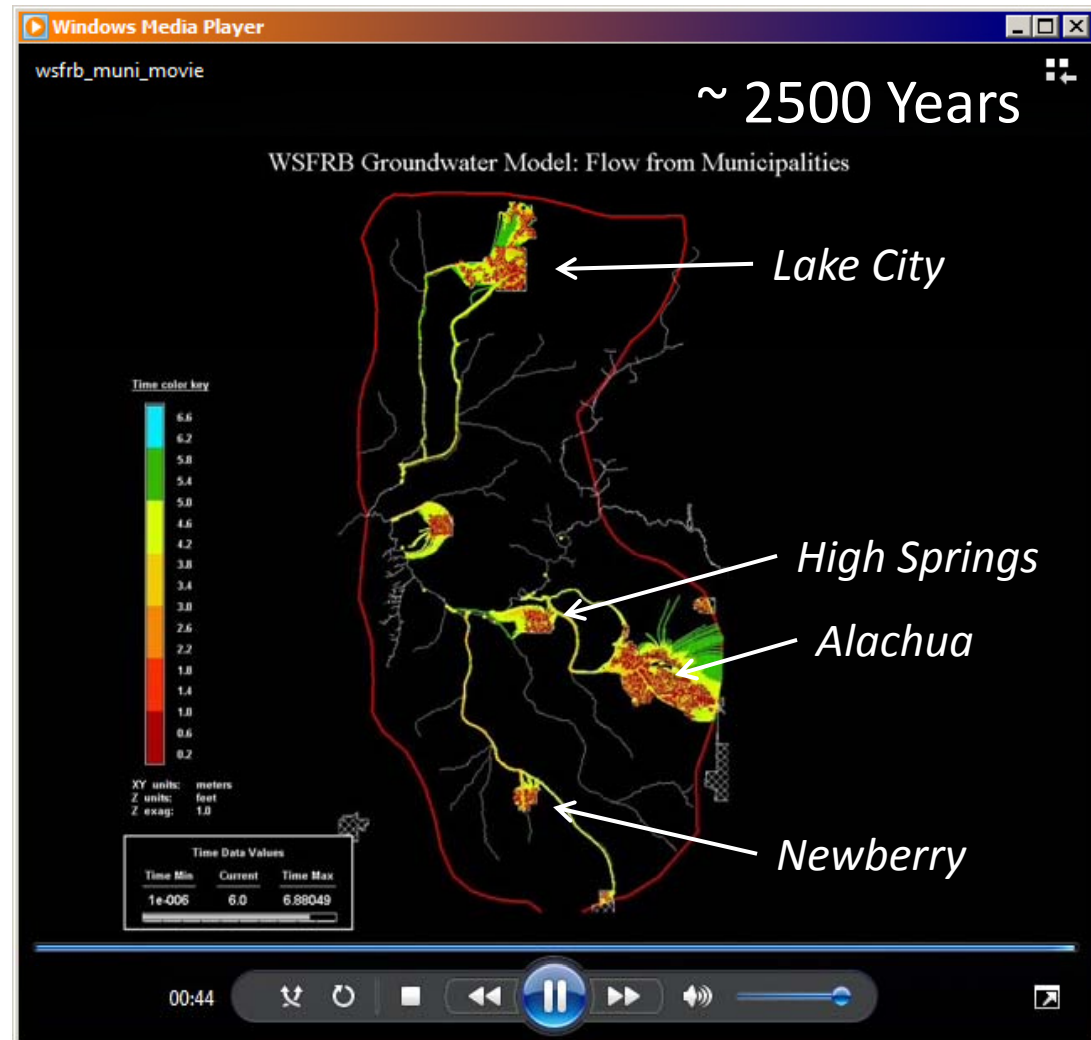 Windows Media Player
wsfrb_muni_movie
~ 2500 Years
WSFRB Groundwater Model: Flow from Municipalities
Lake City
Time color key
6.6
6.2
5.8
5.4
5.0
4.6
4.2
3.8
3.4
3.0
2.6
2.2
1.8
1.4
1.0
0.6
0.2
High Springs
Alachua
XY units: meters
Z units: feet
Z exag: 1.0
Newberry
Time Data Values
Time Min Current Time Max
1e-006 6.0 6.88049
00:44